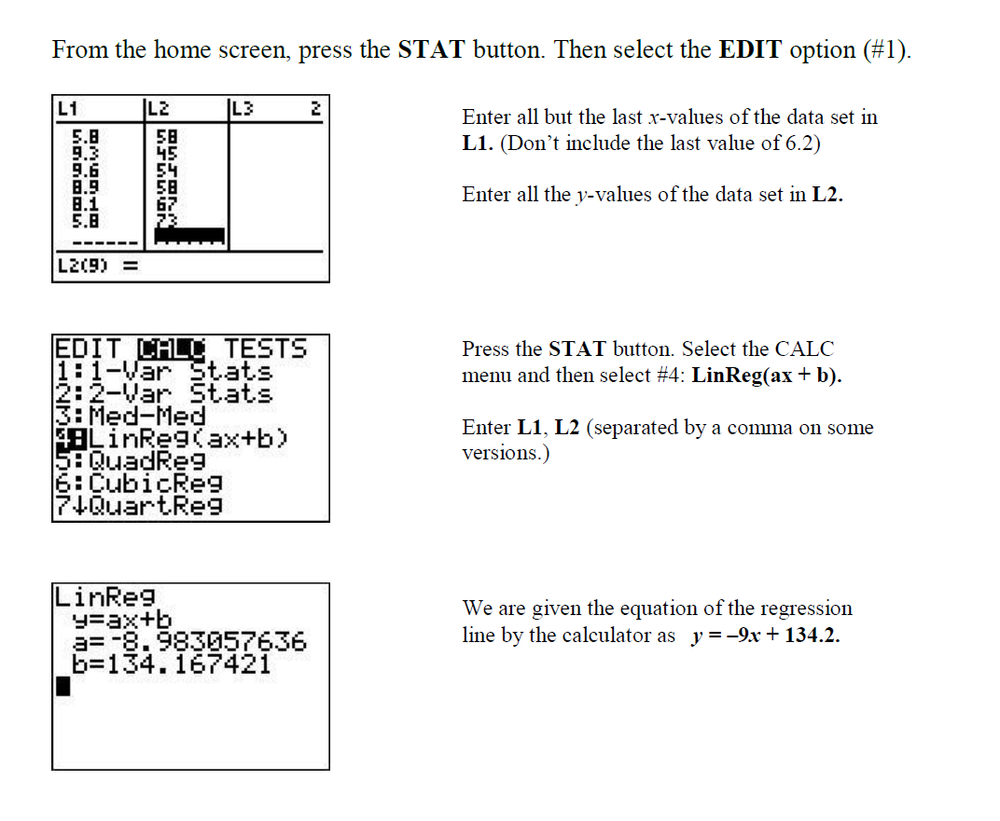 From the home screen, press the STAT button. Then select the EDIT option (#1).
L1 L2 L3 2
5.8 58
9.3 45
9.6 54
8.9 58
8.1 67
5.8 73
------
L2(9) =
Enter all but the last x-values of the data set in
L1. (Don’t include the last value of 6.2)
Enter all the y-values of the data set in L2.
EDIT CALC TESTS
1:1-Var Stats
2:2-Var Stats
3:Med-Med
4:LinReg(ax+b)
5:QuadReg
6:CubicReg
7↓QuartReg
Press the STAT button. Select the CALC
menu and then select #4: LinReg(ax + b).
Enter L1, L2 (separated by a comma on some
versions.)
LinReg
y=ax+b
a=-8.983057636
b=134.167421
We are given the equation of the regression
line by the calculator as y = –9x + 134.2.